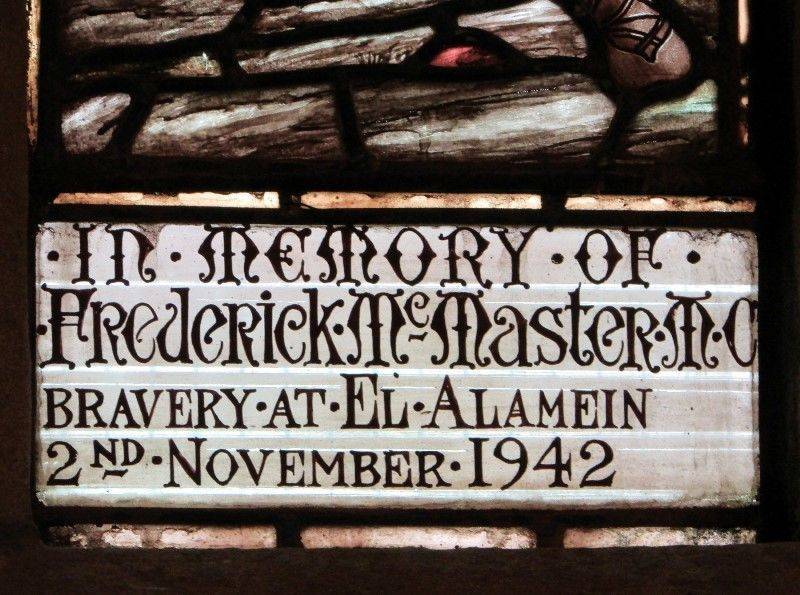 ·IN·MEMORY·OF·
·Frederick·McMaster·M·C
BRAVERY·AT·EL·ALAMEIN
2ND·NOVEMBER·1942